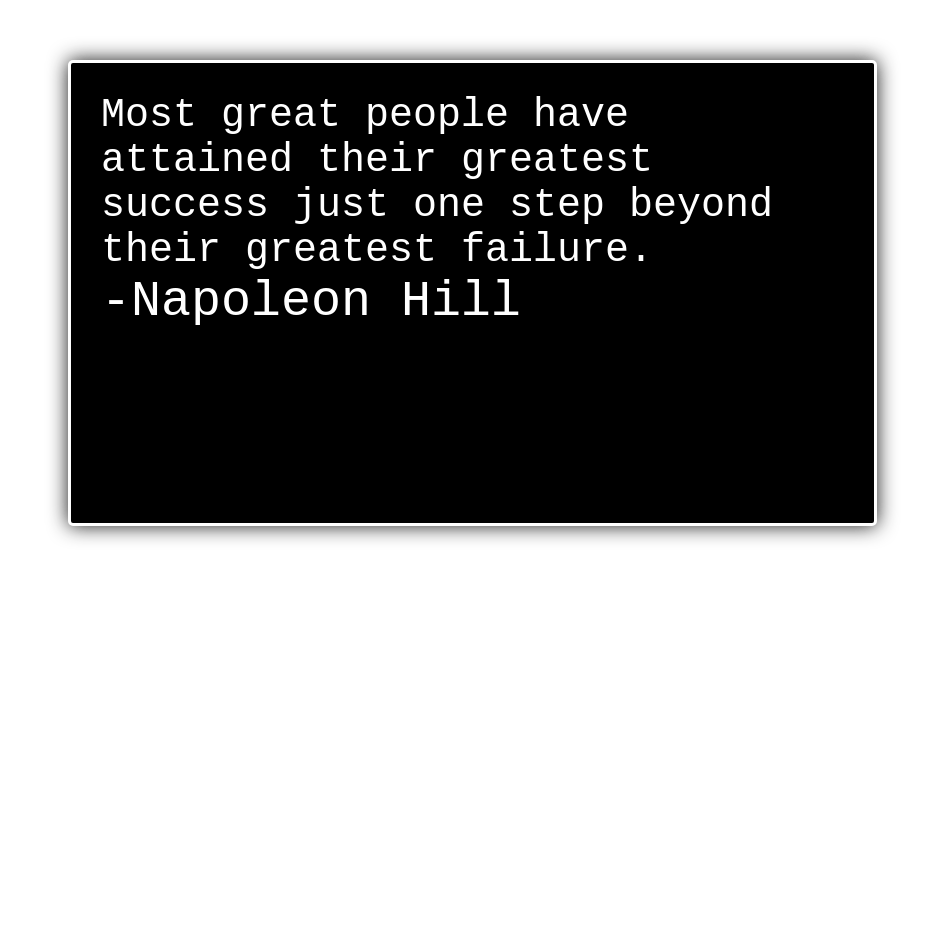 Most great people have
attained their greatest
success just one step beyond
their greatest failure.
-Napoleon Hill